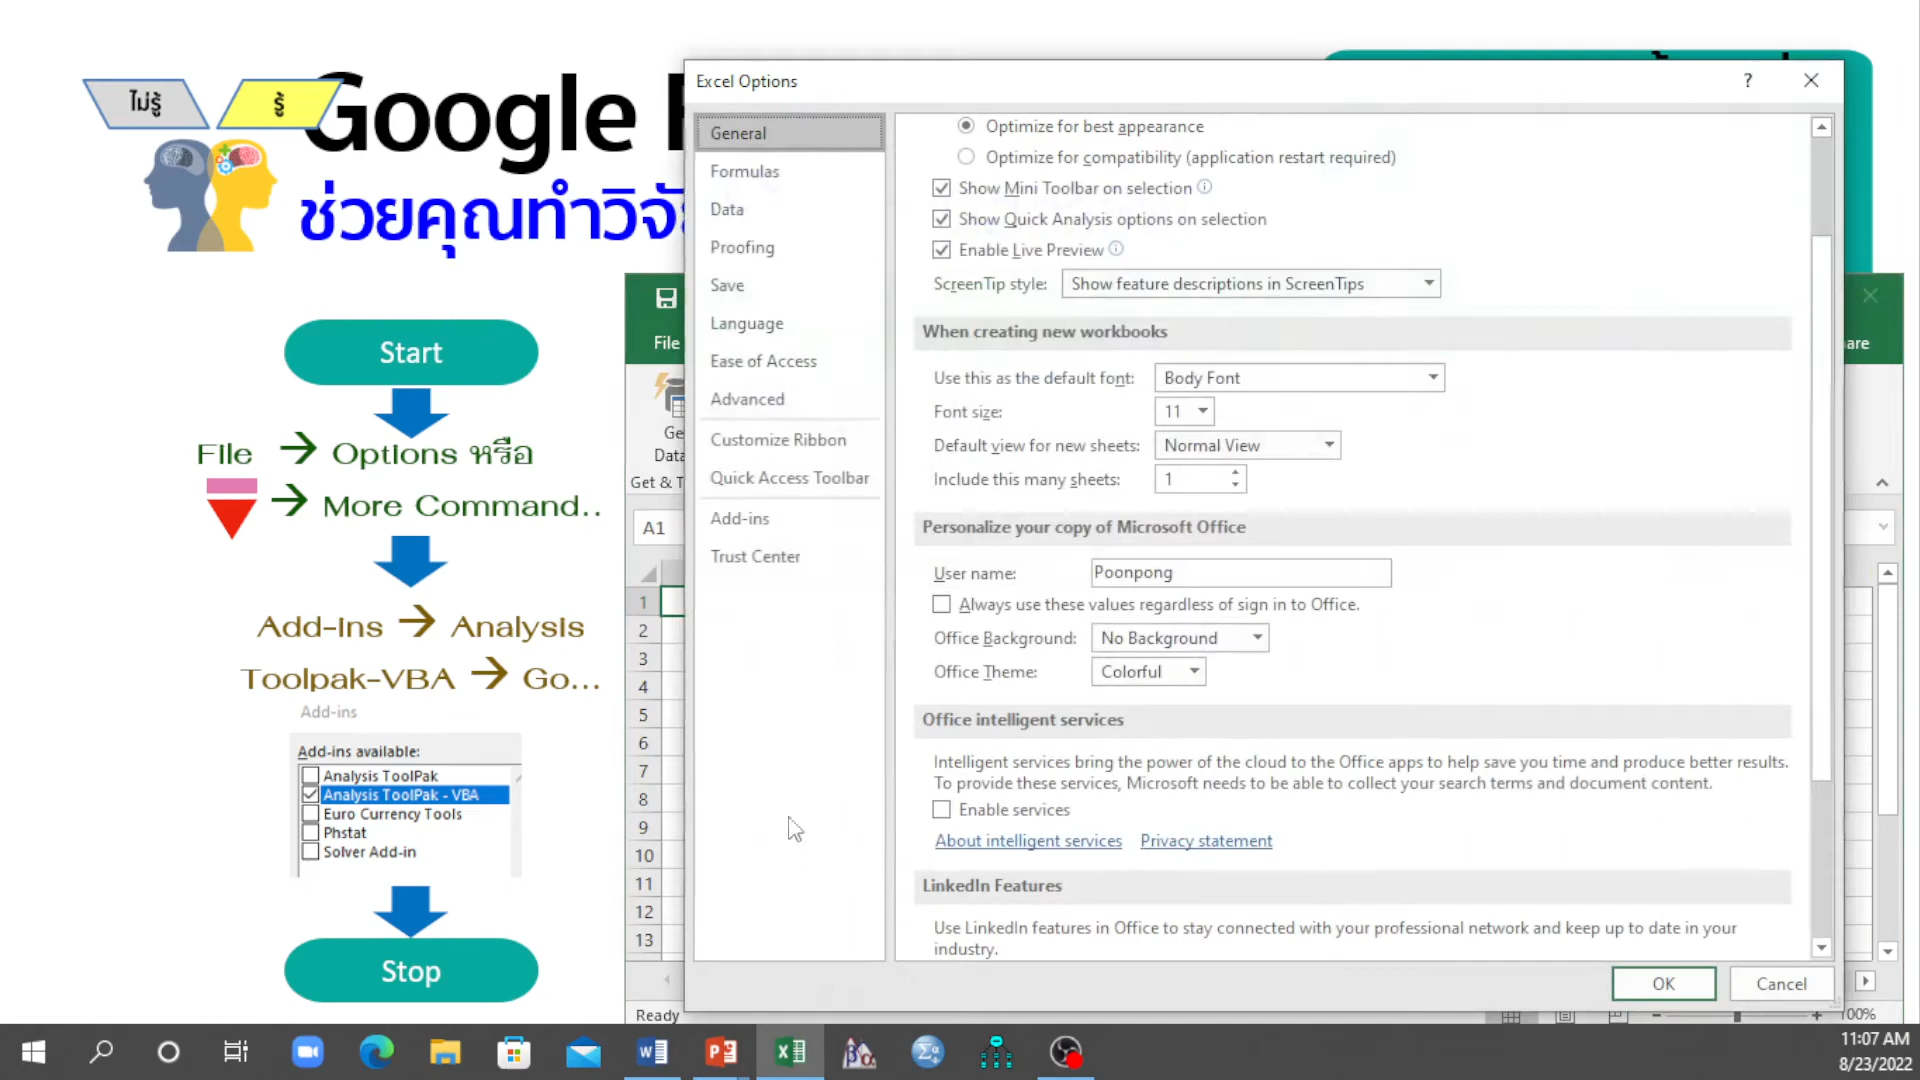 ไม่รู้
รู้
Google
ช่วยคุณทำวิจัย
Start
File → Options หรือ
→ More Command..
Add-ins → Analysis
Toolpak-VBA → Go...
Add-ins
Add-ins available:
Analysis ToolPak
Analysis ToolPak - VBA
Euro Currency Tools
Phstat
Solver Add-in
Stop
Excel Options
?
General
Formulas
Data
Proofing
Save
Language
Ease of Access
Advanced
Customize Ribbon
Quick Access Toolbar
Add-ins
Trust Center
Optimize for best appearance
Optimize for compatibility (application restart required)
Show Mini Toolbar on selection
Show Quick Analysis options on selection
Enable Live Preview
ScreenTip style: Show feature descriptions in ScreenTips
When creating new workbooks
Use this as the default font: Body Font
Font size: 11
Default view for new sheets: Normal View
Include this many sheets: 1
Personalize your copy of Microsoft Office
User name: Poonpong
Always use these values regardless of sign in to Office.
Office Background: No Background
Office Theme: Colorful
Office intelligent services
Intelligent services bring the power of the cloud to the Office apps to help save you time and produce better results.
To provide these services, Microsoft needs to be able to collect your search terms and document content.
Enable services
About intelligent services Privacy statement
LinkedIn Features
Use LinkedIn features in Office to stay connected with your professional network and keep up to date in your
industry.
OK Cancel
File
are
Ge
Data
Get & T
A1
1
2
3
4
5
6
7
8
9
10
11
12
13
Ready
100%
11:07 AM
8/23/2022